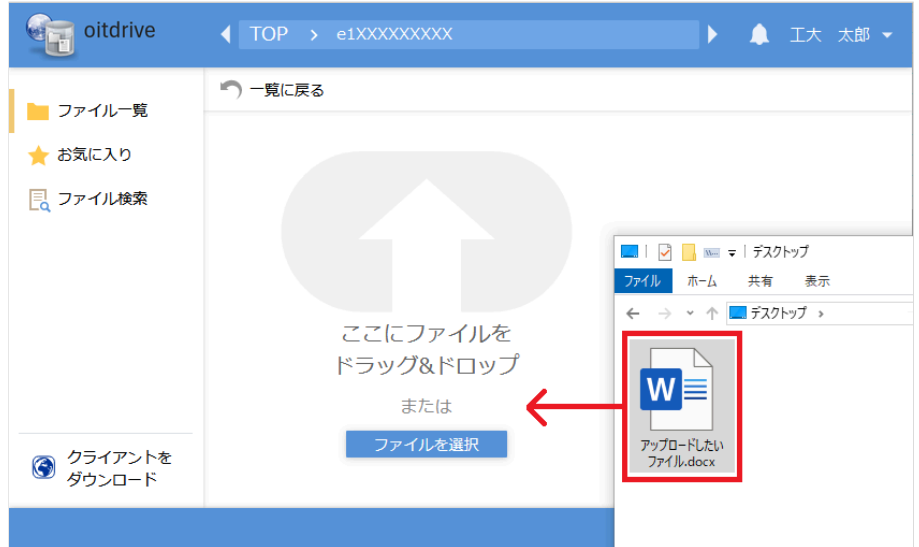 oitdrive
TOP > e1XXXXXXXXX
工大 太郎
ファイル一覧
お気に入り
ファイル検索
クライアントを
ダウンロード
一覧に戻る
ここにファイルを
ドラッグ&ドロップ
または
ファイルを選択
デスクトップ
ファイル ホーム 共有 表示
デスクトップ >
W
アップロードしたい
ファイル.docx